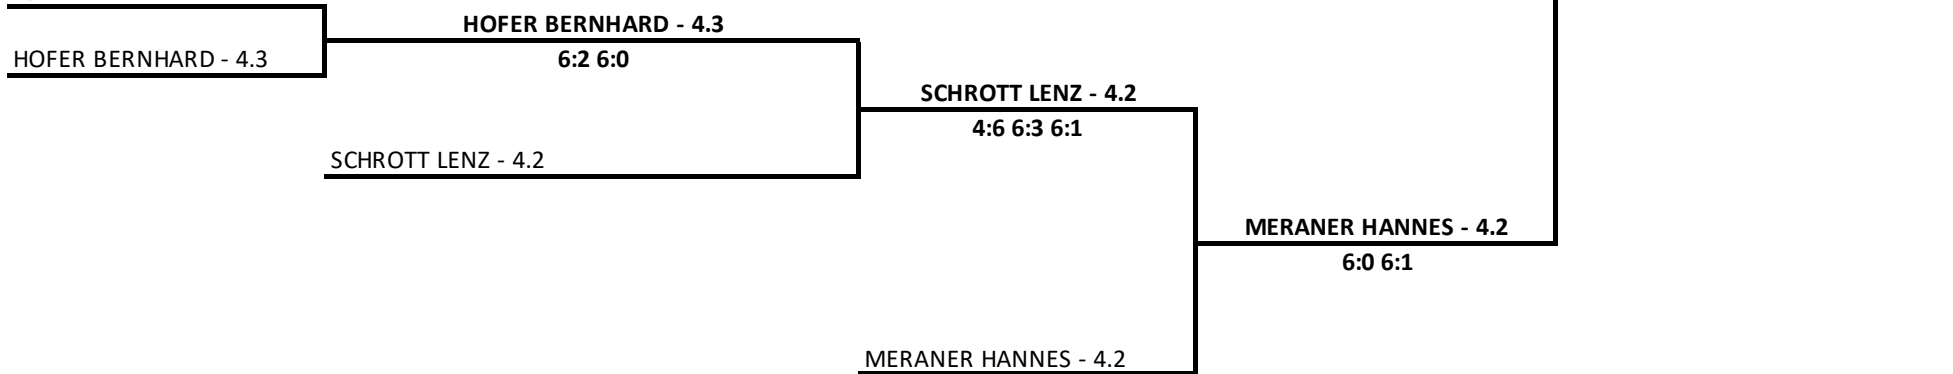 HOFER BERNHARD - 4.3
HOFER BERNHARD - 4.3
6:2 6:0
SCHROTT LENZ - 4.2
4:6 6:3 6:1
SCHROTT LENZ - 4.2
MERANER HANNES - 4.2
6:0 6:1
MERANER HANNES - 4.2